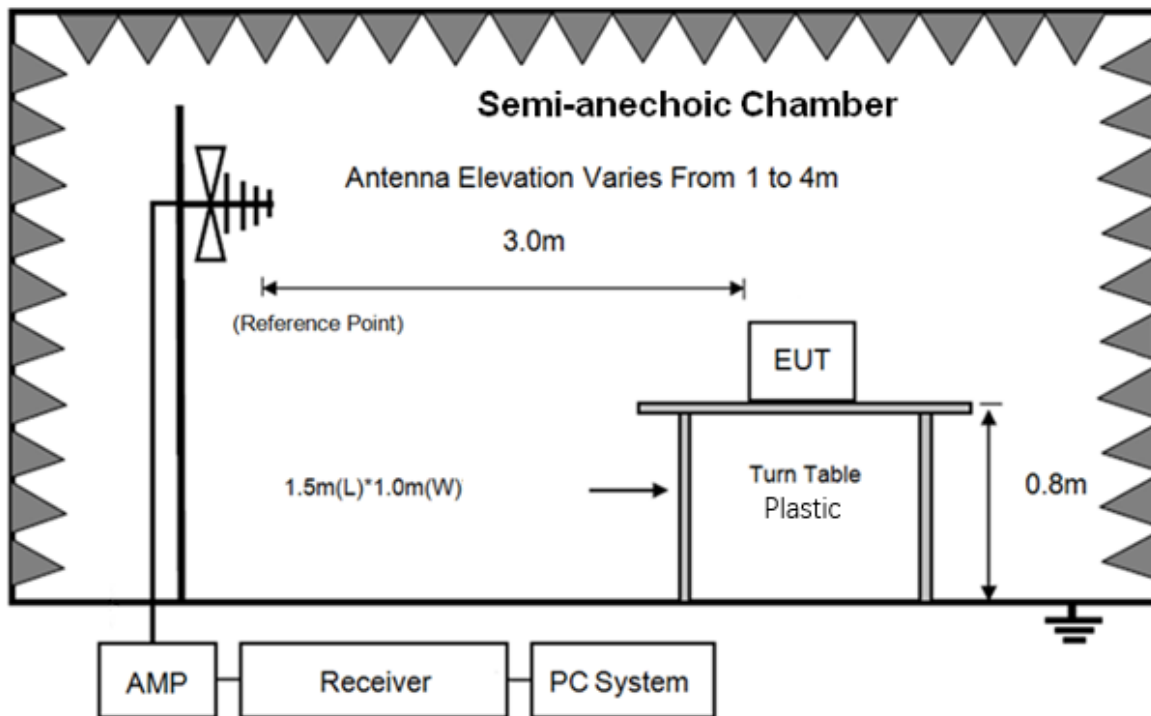 Semi-anechoic Chamber
Antenna Elevation Varies From 1 to 4m
3.0m
(Reference Point)
EUT
1.5m(L)*1.0m(W)
Turn Table
Plastic
0.8m
AMP
Receiver
PC System